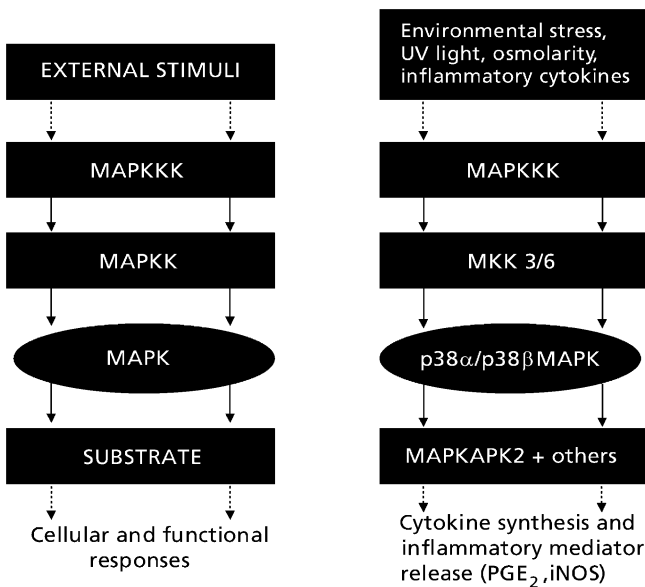 EXTERNAL STIMULI
MAPKKK
MAPKK
MAPK
SUBSTRATE
Cellular and functional
responses
Environmental stress,
UV light, osmolarity,
inflammatory cytokines
MAPKKK
MKK 3/6
p38α/p38βMAPK
MAPKAPK2 + others
Cytokine synthesis and
inflammatory mediator
release (PGE₂,iNOS)